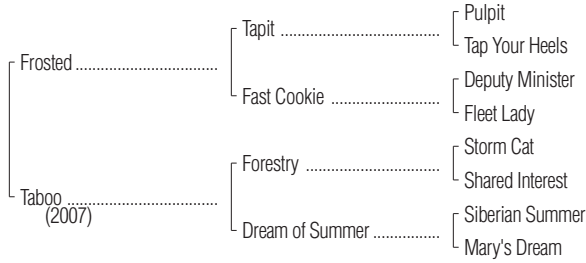 Pulpit
Tapit ................................
Tap Your Heels
Frosted ...................................
Deputy Minister
Fast Cookie ..........................
Fleet Lady
Storm Cat
Forestry ................................
Shared Interest
Taboo .....................................
(2007)
Siberian Summer
Dream of Summer ................
Mary's Dream